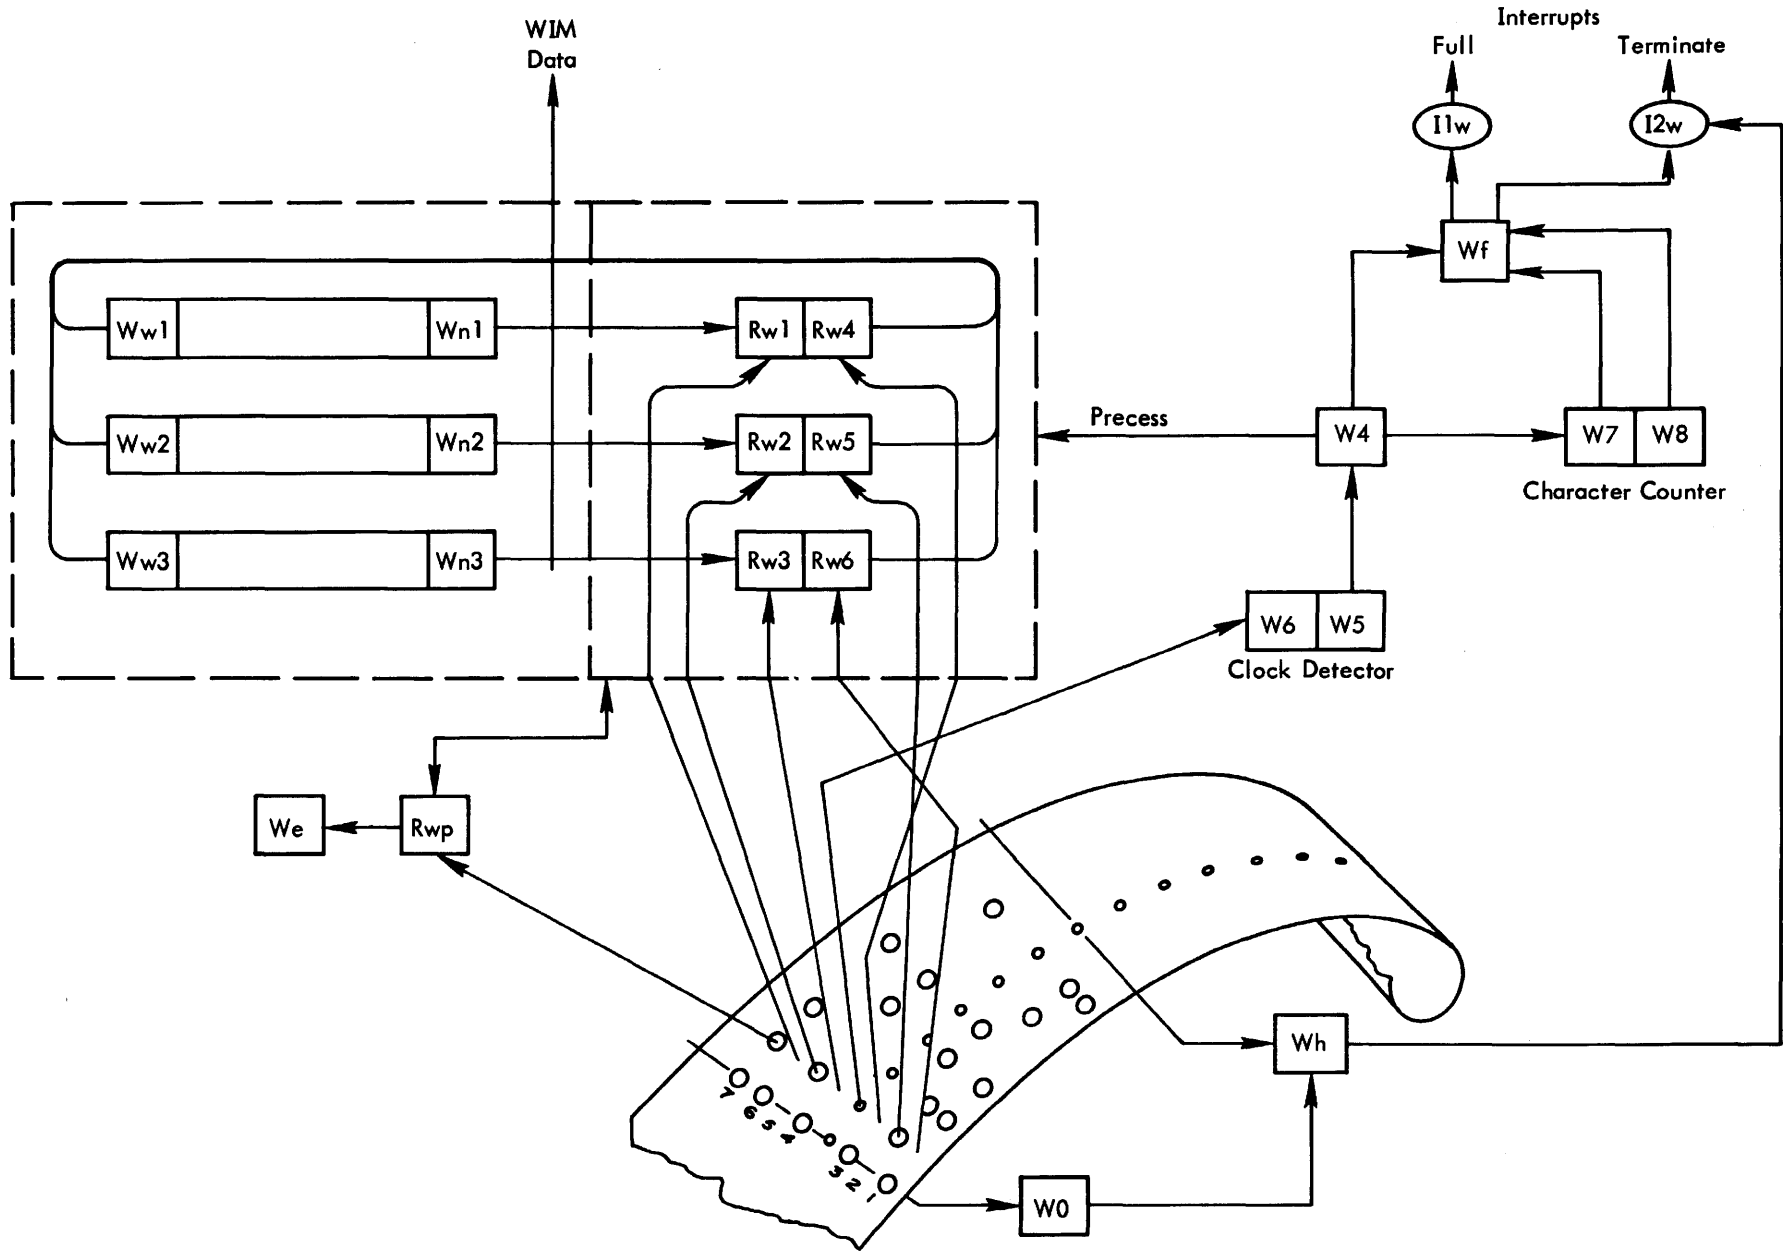 WIM
Data
Interrupts
Full
Terminate
I1w
I2w
Wf
Ww1
Wn1
Rw1
Rw4
Ww2
Wn2
Rw2
Rw5
Precess
W4
W7
W8
Character Counter
Ww3
Wn3
Rw3
Rw6
W6
W5
Clock Detector
We
Rwp
Wh
7 6 5 4 3 2 1
W0